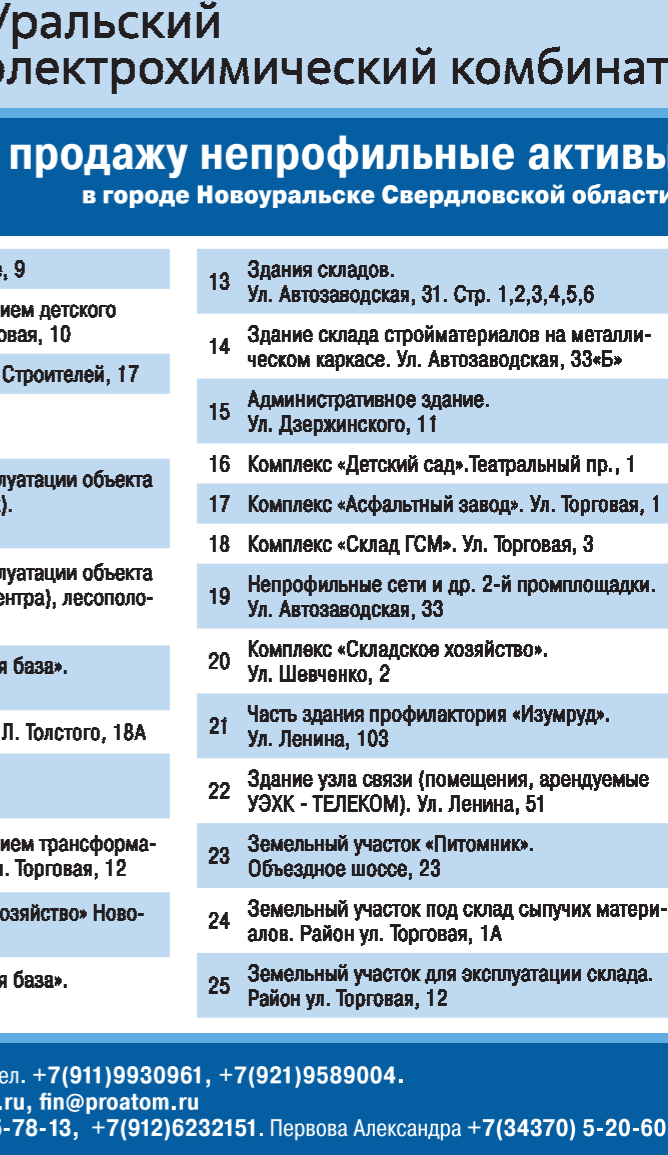 Уральский
электрохимический комбинат
продажу непрофильные активы
в городе Новоуральске Свердловской области
9
детского
10
Строителей, 17
объекта
объекта
лесополо-
база».
Л. Толстого, 18А
трансформа-
Торговая, 12
Ново-
база».
13 Здания складов.
Ул. Автозаводская, 31. Стр. 1,2,3,4,5,6
14 Здание склада стройматериалов на металли-
ческом каркасе. Ул. Автозаводская, 33«Б»
15 Административное здание.
Ул. Дзержинского, 11
16 Комплекс «Детский сад».Театральный пр., 1
17 Комплекс «Асфальтный завод». Ул. Торговая, 1
18 Комплекс «Склад ГСМ». Ул. Торговая, 3
19 Непрофильные сети и др. 2-й промплощадки.
Ул. Автозаводская, 33
20 Комплекс «Складское хозяйство».
Ул. Шевченко, 2
21 Часть здания профилактория «Изумруд».
Ул. Ленина, 103
22 Здание узла связи (помещения, арендуемые
УЭХК - ТЕЛЕКОМ). Ул. Ленина, 51
23 Земельный участок «Питомник».
Объездное шоссе, 23
24 Земельный участок под склад сыпучих матери-
алов. Район ул. Торговая, 1А
25 Земельный участок для эксплуатации склада.
Район ул. Торговая, 12
+7(911)9930961, +7(921)9589004.
.ru, fin@proatom.ru
-78-13, +7(912)6232151. Первова Александра +7(34370) 5-20-60